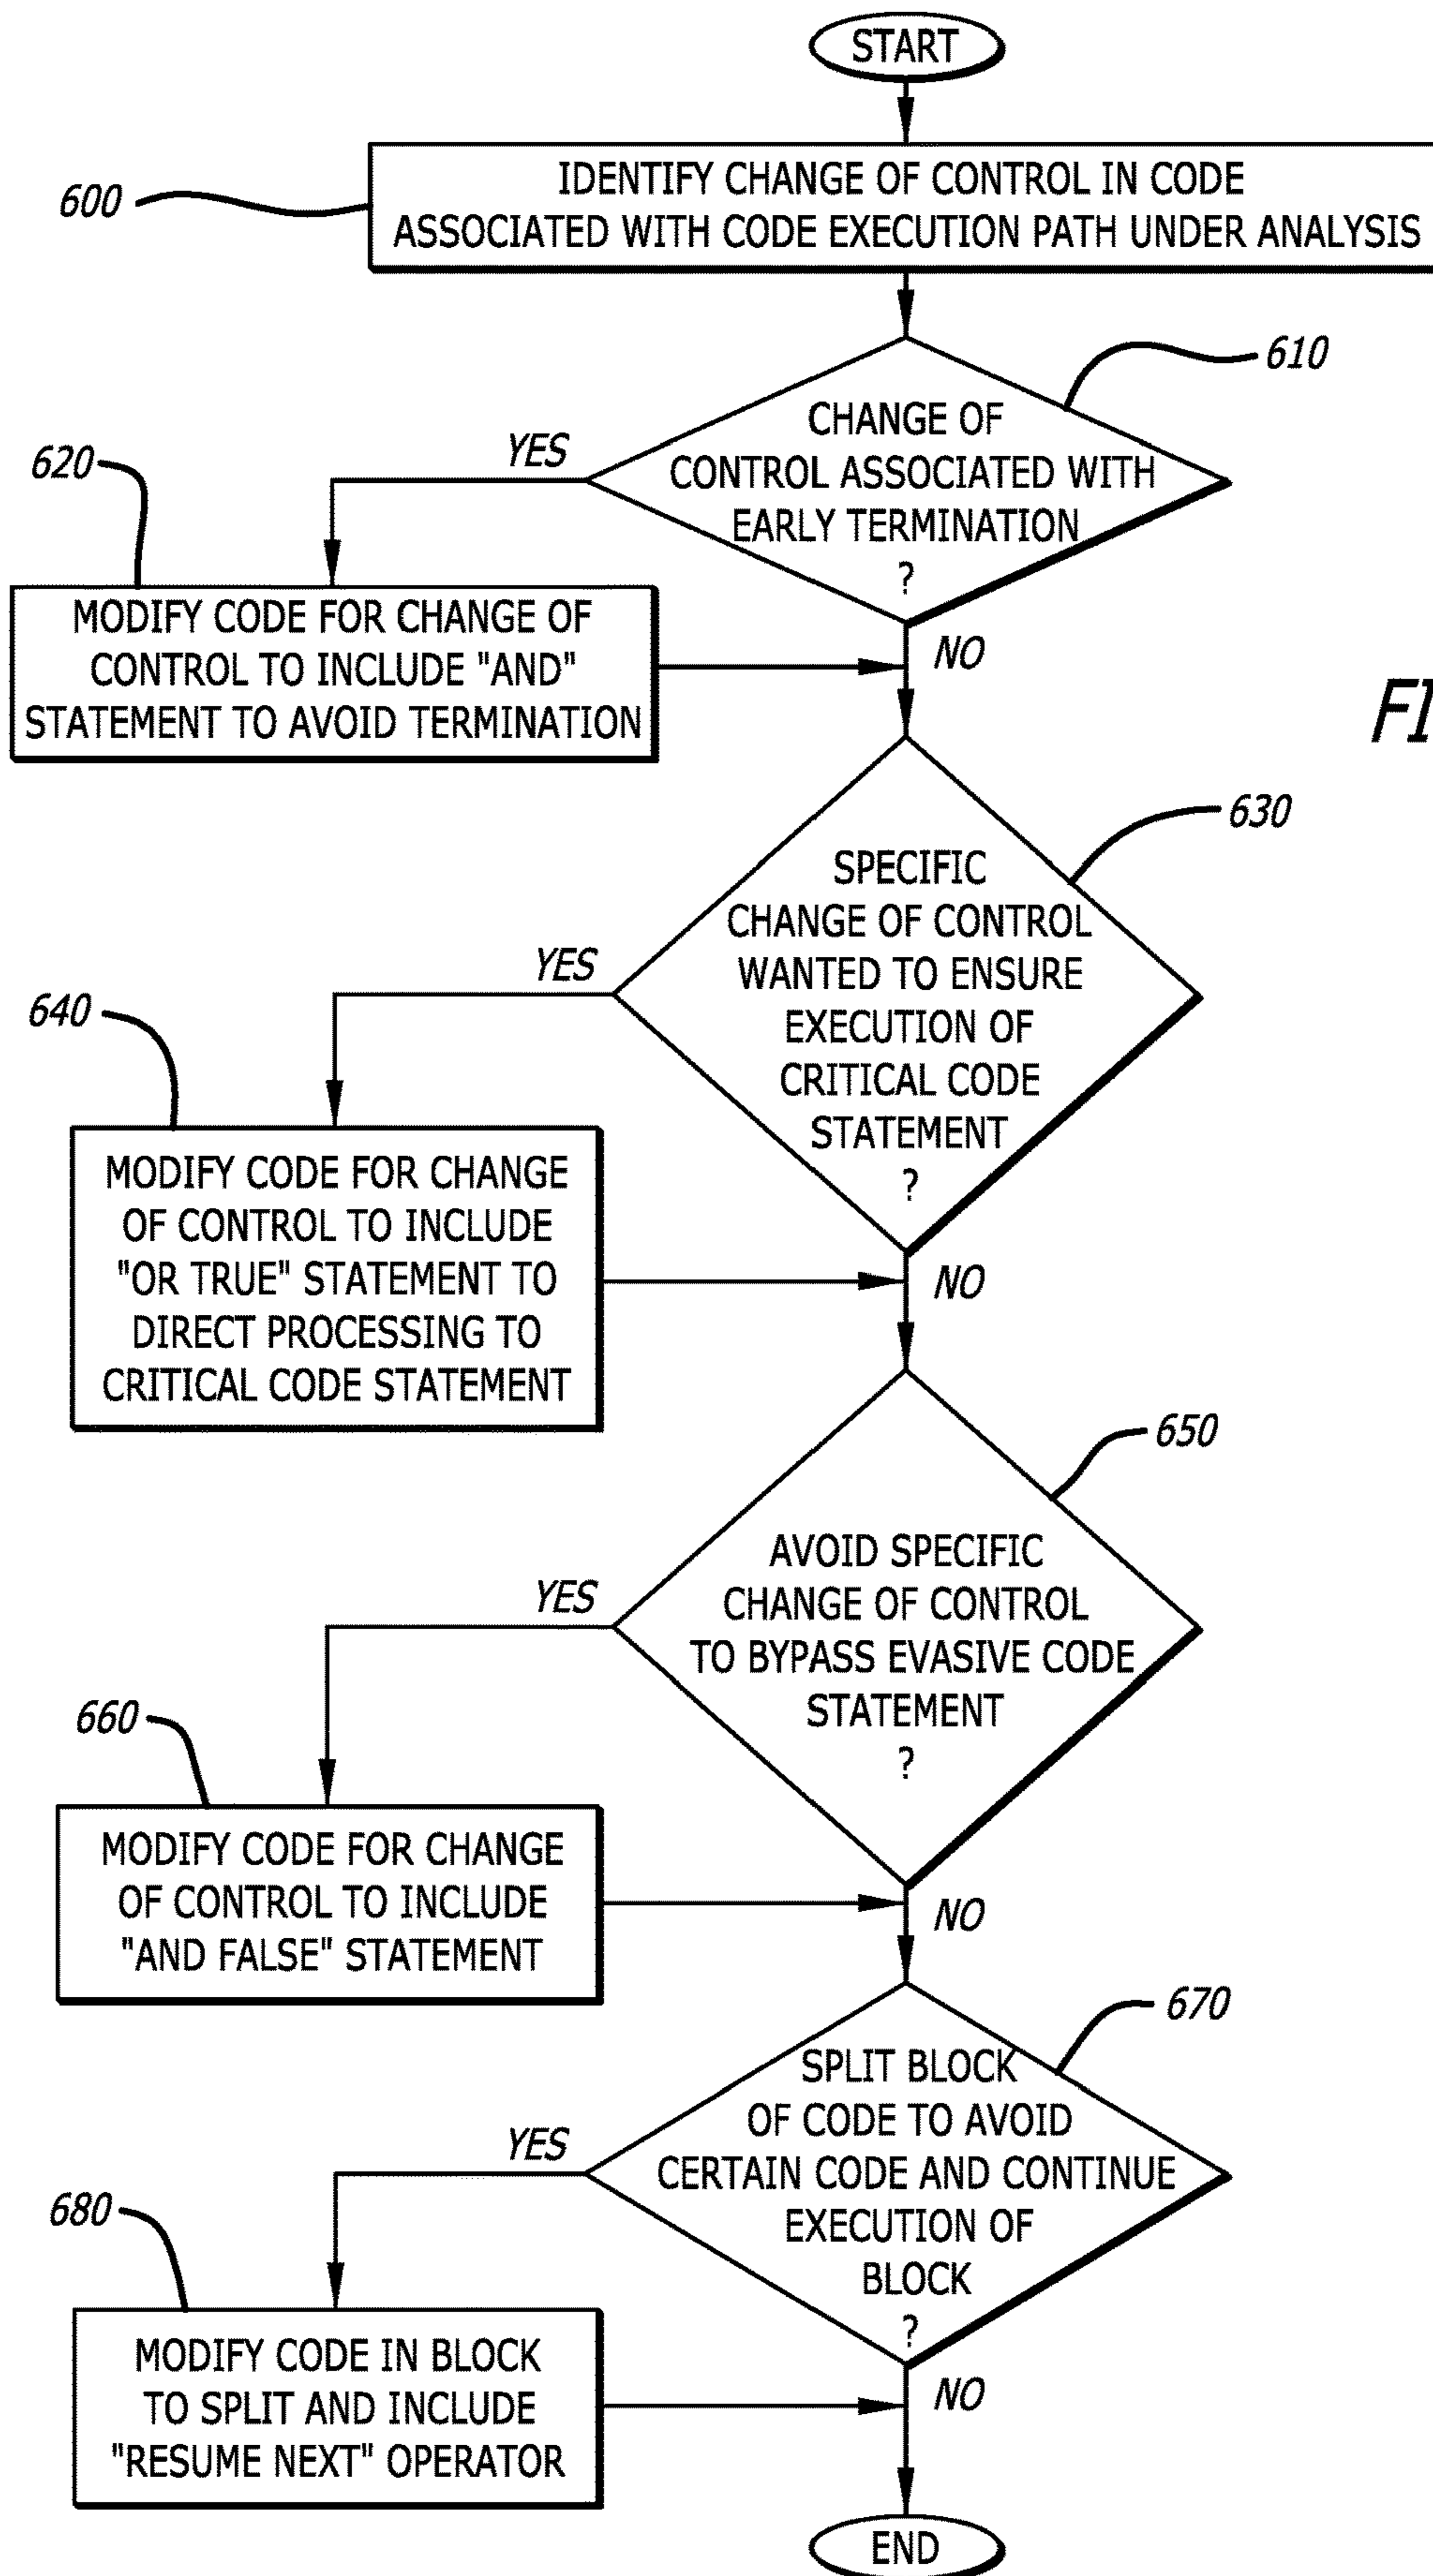 START
600
IDENTIFY CHANGE OF CONTROL IN CODE
ASSOCIATED WITH CODE EXECUTION PATH UNDER ANALYSIS
610
CHANGE OF
CONTROL ASSOCIATED WITH
EARLY TERMINATION
?
YES
NO
620
MODIFY CODE FOR CHANGE OF
CONTROL TO INCLUDE "AND"
STATEMENT TO AVOID TERMINATION
FI
630
SPECIFIC
CHANGE OF CONTROL
WANTED TO ENSURE
EXECUTION OF
CRITICAL CODE
STATEMENT
?
YES
NO
640
MODIFY CODE FOR CHANGE
OF CONTROL TO INCLUDE
"OR TRUE" STATEMENT TO
DIRECT PROCESSING TO
CRITICAL CODE STATEMENT
650
AVOID SPECIFIC
CHANGE OF CONTROL
TO BYPASS EVASIVE CODE
STATEMENT
?
YES
NO
660
MODIFY CODE FOR CHANGE
OF CONTROL TO INCLUDE
"AND FALSE" STATEMENT
670
SPLIT BLOCK
OF CODE TO AVOID
CERTAIN CODE AND CONTINUE
EXECUTION OF
BLOCK
?
YES
NO
680
MODIFY CODE IN BLOCK
TO SPLIT AND INCLUDE
"RESUME NEXT" OPERATOR
END